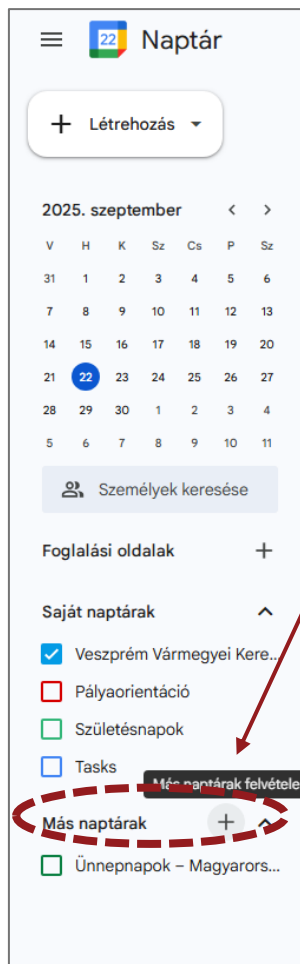 22 Naptár
+ Létrehozás
2025. szeptember < >
V H K Sz Cs P Sz
31 1 2 3 4 5 6
7 8 9 10 11 12 13
14 15 16 17 18 19 20
21 22 23 24 25 26 27
28 29 30 1 2 3 4
5 6 7 8 9 10 11
Személyek keresése
Foglalási oldalak +
Saját naptárak
Veszprém Vármegyei Kere...
Pályaorientáció
Születésnapok
Tasks
Más naptárak felvétele
Más naptárak +
Ünnepnapok – Magyarors...